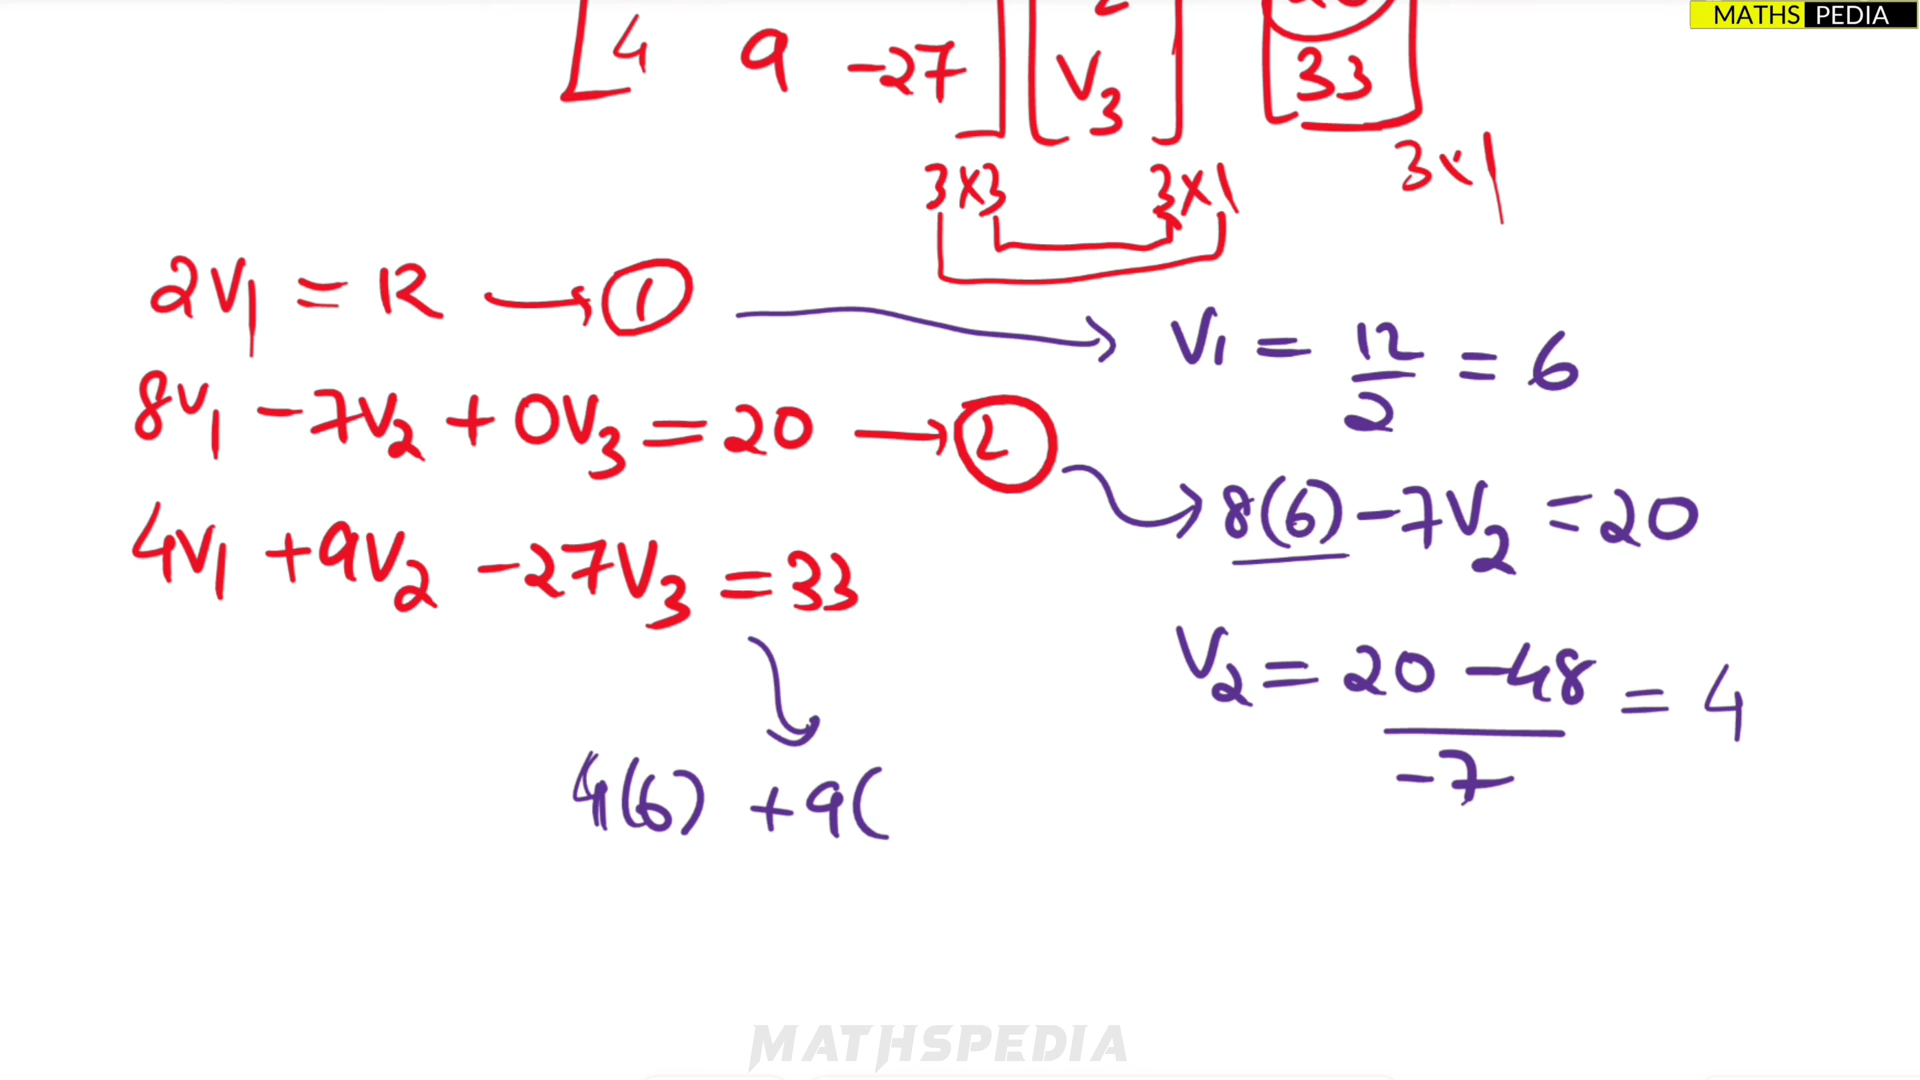 MATHS PEDIA
4 9 -27 V3 33
3x3 3x1 3x1
2V1 = 12 → ①
V1 = 12/2 = 6
8V1 - 7V2 + 0V3 = 20 → ②
8(6) - 7V2 = 20
4V1 + 9V2 - 27V3 = 33
V2 = 20 - 48 / -7 = 4
4(6) + 9(
MATHSPEDIA